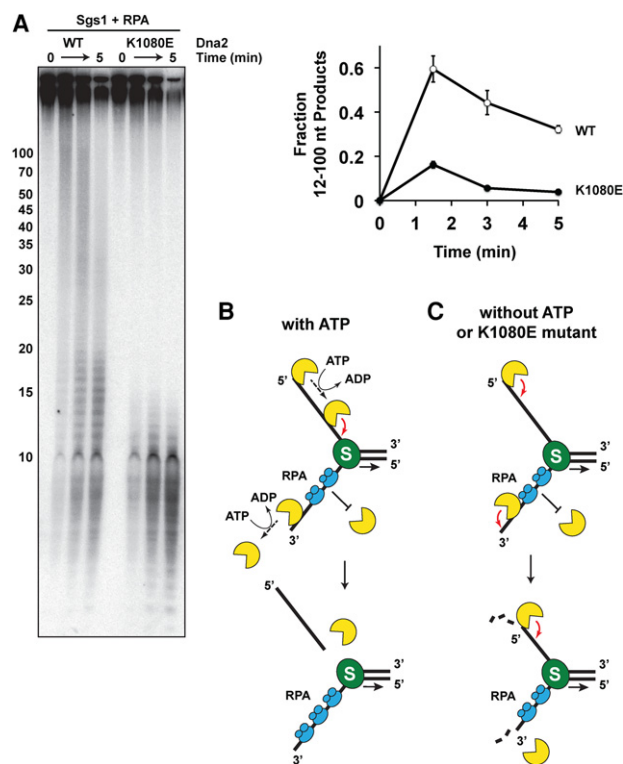 A
Sgs1 + RPA
WT K1080E Dna2
0 5 0 5 Time (min)
100
70
50
45
40
35
30
25
20
15
10
Fraction
12-100 nt Products
0.6
0.4
0.2
0
0 1 2 3 4 5
Time (min)
WT
K1080E
B
with ATP
ATP
ADP
5'
S
3'
5'
RPA
ADP
ATP
3'
5'
S
3'
5'
RPA
3'
C
without ATP
or K1080E mutant
5'
S
3'
5'
RPA
3'
5'
S
3'
5'
RPA
3'